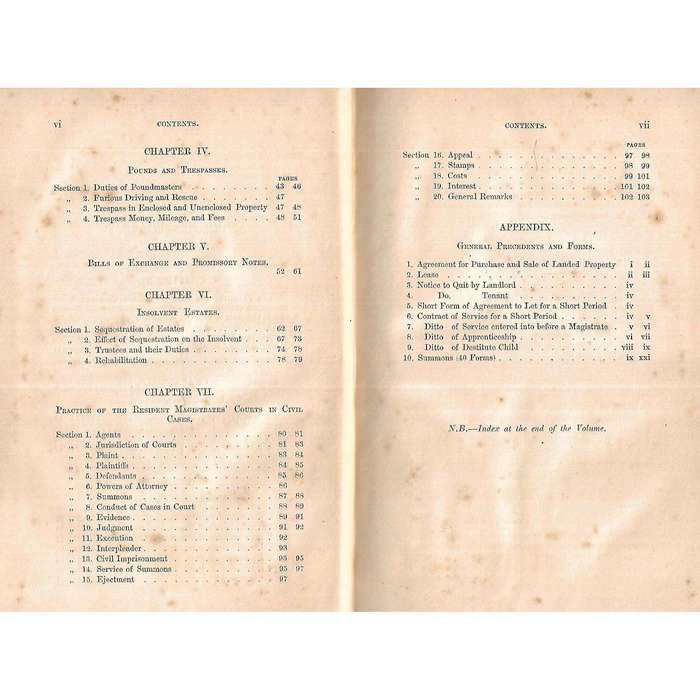 vi CONTENTS.
CHAPTER IV.
POUNDS AND TRESPASSES.
PAGES
Section 1. Duties of Poundmasters . . . . . . . . 43 46
„ 2. Furious Driving and Rescue . . . . . . 47
„ 3. Trespass in Enclosed and Unenclosed Property 47 48
„ 4. Trespass Money, Mileage, and Fees . . . . 48 51
CHAPTER V.
BILLS OF EXCHANGE AND PROMISSORY NOTES.
52 61
CHAPTER VI.
INSOLVENT ESTATES.
Section 1. Sequestration of Estates . . . . . . . . 62 67
„ 2. Effect of Sequestration on the Insolvent . . 67 73
„ 3. Trustees and their Duties . . . . . . . 74 78
„ 4. Rehabilitation . . . . . . . . . . 78 79
CHAPTER VII.
PRACTICE OF THE RESIDENT MAGISTRATES' COURTS IN CIVIL
CASES.
Section 1. Agents . . . . . . . . . . . 80 81
„ 2. Jurisdiction of Courts . . . . . . . . 81 83
„ 3. Plaint . . . . . . . . . . . 83 84
„ 4. Plaintiffs . . . . . . . . . . 84 85
„ 5. Defendants . . . . . . . . . . 85 86
„ 6. Powers of Attorney . . . . . . . . 86
„ 7. Summons . . . . . . . . . . 87 88
„ 8. Conduct of Cases in Court . . . . . . 88 89
„ 9. Evidence . . . . . . . . . . . 89 91
„ 10. Judgment . . . . . . . . . . 91 92
„ 11. Execution . . . . . . . . . . 92
„ 12. Interpleader . . . . . . . . . . 93
„ 13. Civil Imprisonment . . . . . . . . 93 95
„ 14. Service of Summons . . . . . . . . 95 97
„ 15. Ejectment . . . . . . . . . . 97
CONTENTS. vii
PAGES
Section 16. Appeal . . . . . . . . . . 97 98
„ 17. Stamps . . . . . . . . . . 98 99
„ 18. Costs . . . . . . . . . . 99 101
„ 19. Interest . . . . . . . . . . 101 102
„ 20. General Remarks . . . . . . . . 102 103
APPENDIX.
GENERAL PRECEDENTS AND FORMS.
1. Agreement for Purchase and Sale of Landed Property i ii
2. Lease . . . . . . . . . . . ii iii
3. Notice to Quit by Landlord . . . . . . iv
4. Do. Tenant . . . . . . . iv
5. Short Form of Agreement to Let for a Short Period . iv
6. Contract of Service for a Short Period . . . . iv v
7. Ditto of Service entered into before a Magistrate . v vi
8. Ditto of Apprenticeship . . . . . . . vi vii
9. Ditto of Destitute Child . . . . . . viii ix
10. Summons (40 Forms) . . . . . . . . ix xxi
N.B.—Index at the end of the Volume.